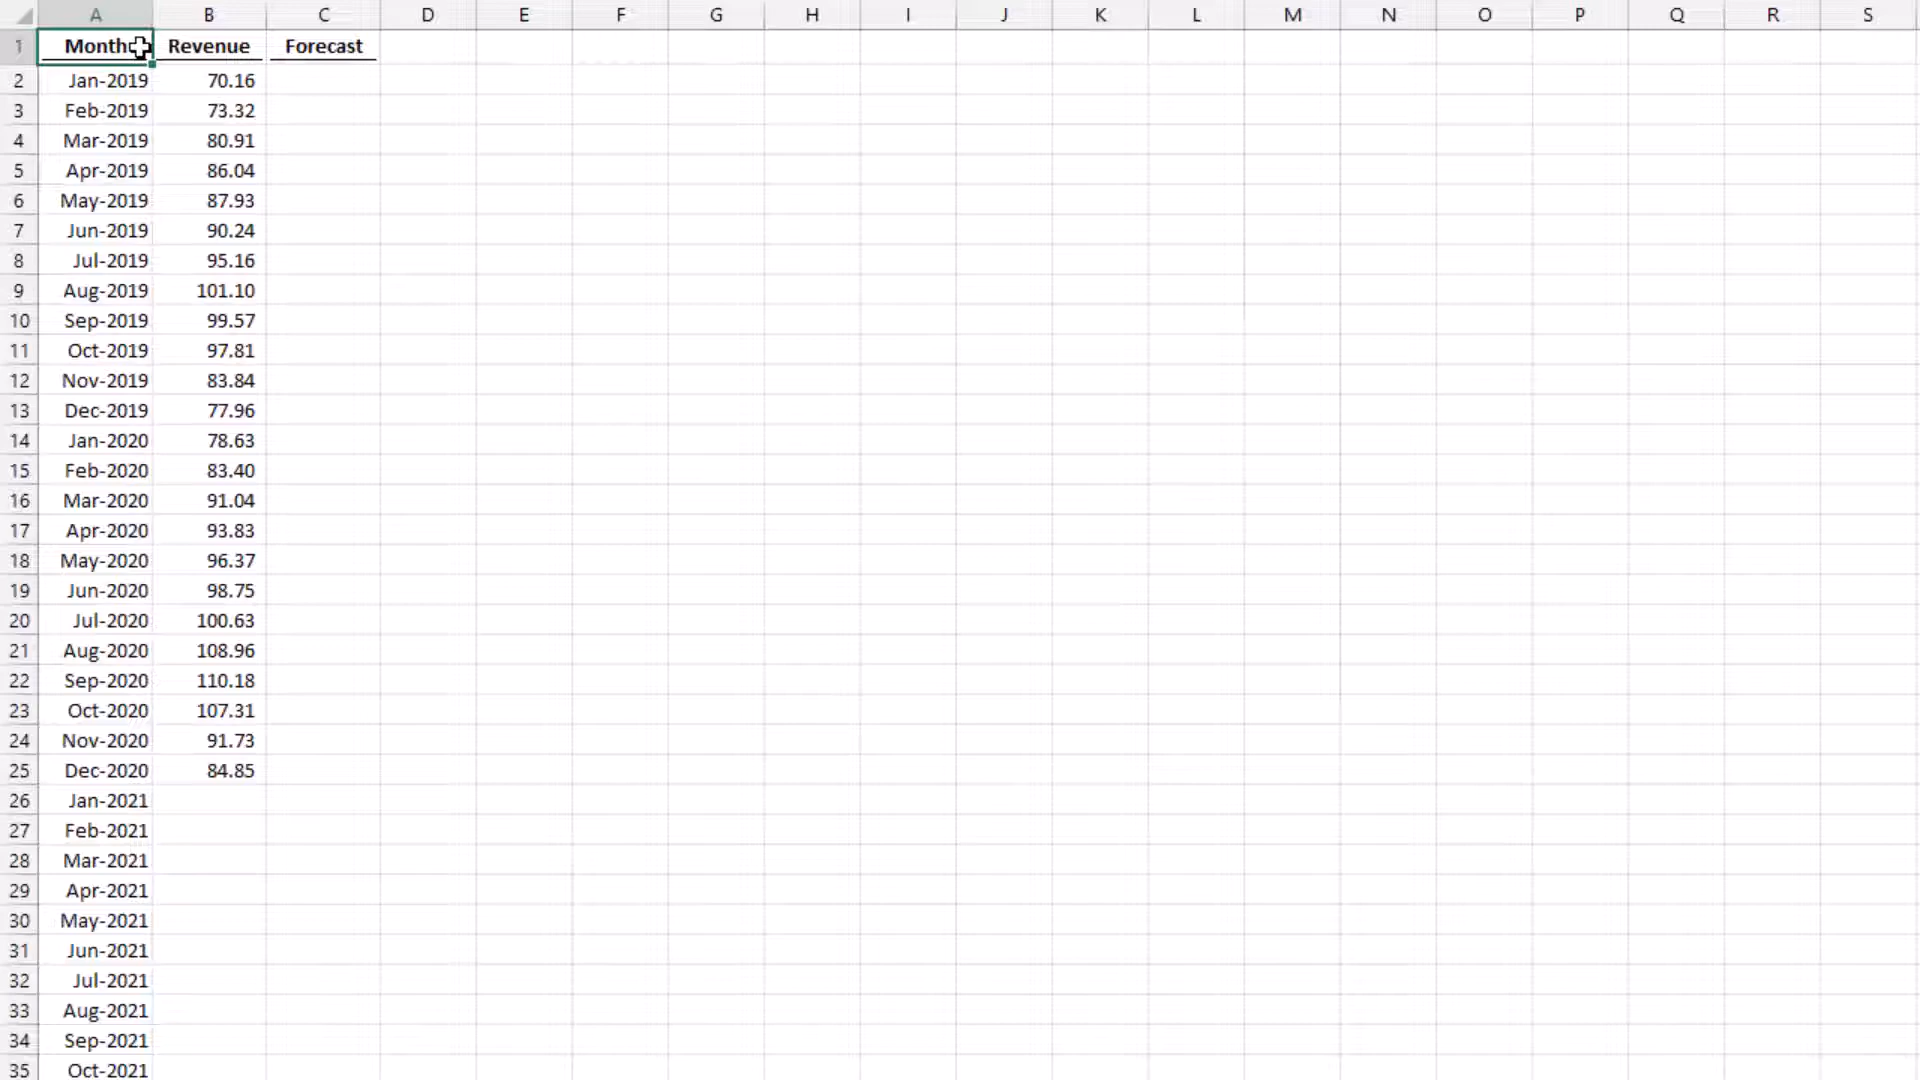 A B C D E F G H I J K L M N O P Q R S
1 Month Revenue Forecast
2 Jan-2019 70.16
3 Feb-2019 73.32
4 Mar-2019 80.91
5 Apr-2019 86.04
6 May-2019 87.93
7 Jun-2019 90.24
8 Jul-2019 95.16
9 Aug-2019 101.10
10 Sep-2019 99.57
11 Oct-2019 97.81
12 Nov-2019 83.84
13 Dec-2019 77.96
14 Jan-2020 78.63
15 Feb-2020 83.40
16 Mar-2020 91.04
17 Apr-2020 93.83
18 May-2020 96.37
19 Jun-2020 98.75
20 Jul-2020 100.63
21 Aug-2020 108.96
22 Sep-2020 110.18
23 Oct-2020 107.31
24 Nov-2020 91.73
25 Dec-2020 84.85
26 Jan-2021
27 Feb-2021
28 Mar-2021
29 Apr-2021
30 May-2021
31 Jun-2021
32 Jul-2021
33 Aug-2021
34 Sep-2021
35 Oct-2021